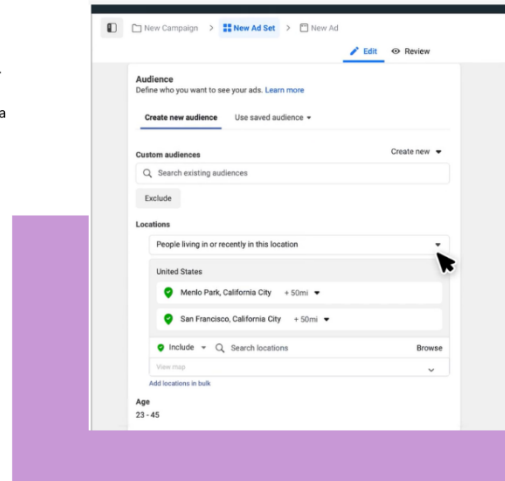 New Campaign > New Ad Set > New Ad
Edit Review
Audience
Define who you want to see your ads. Learn more
a
Create new audience Use saved audience
Custom audiences Create new
Search existing audiences
Exclude
Locations
People living in or recently in this location
United States
Menlo Park, California City + 50mi
San Francisco, California City + 50mi
Include Search locations Browse
View map
Add locations in bulk
Age
23 - 45